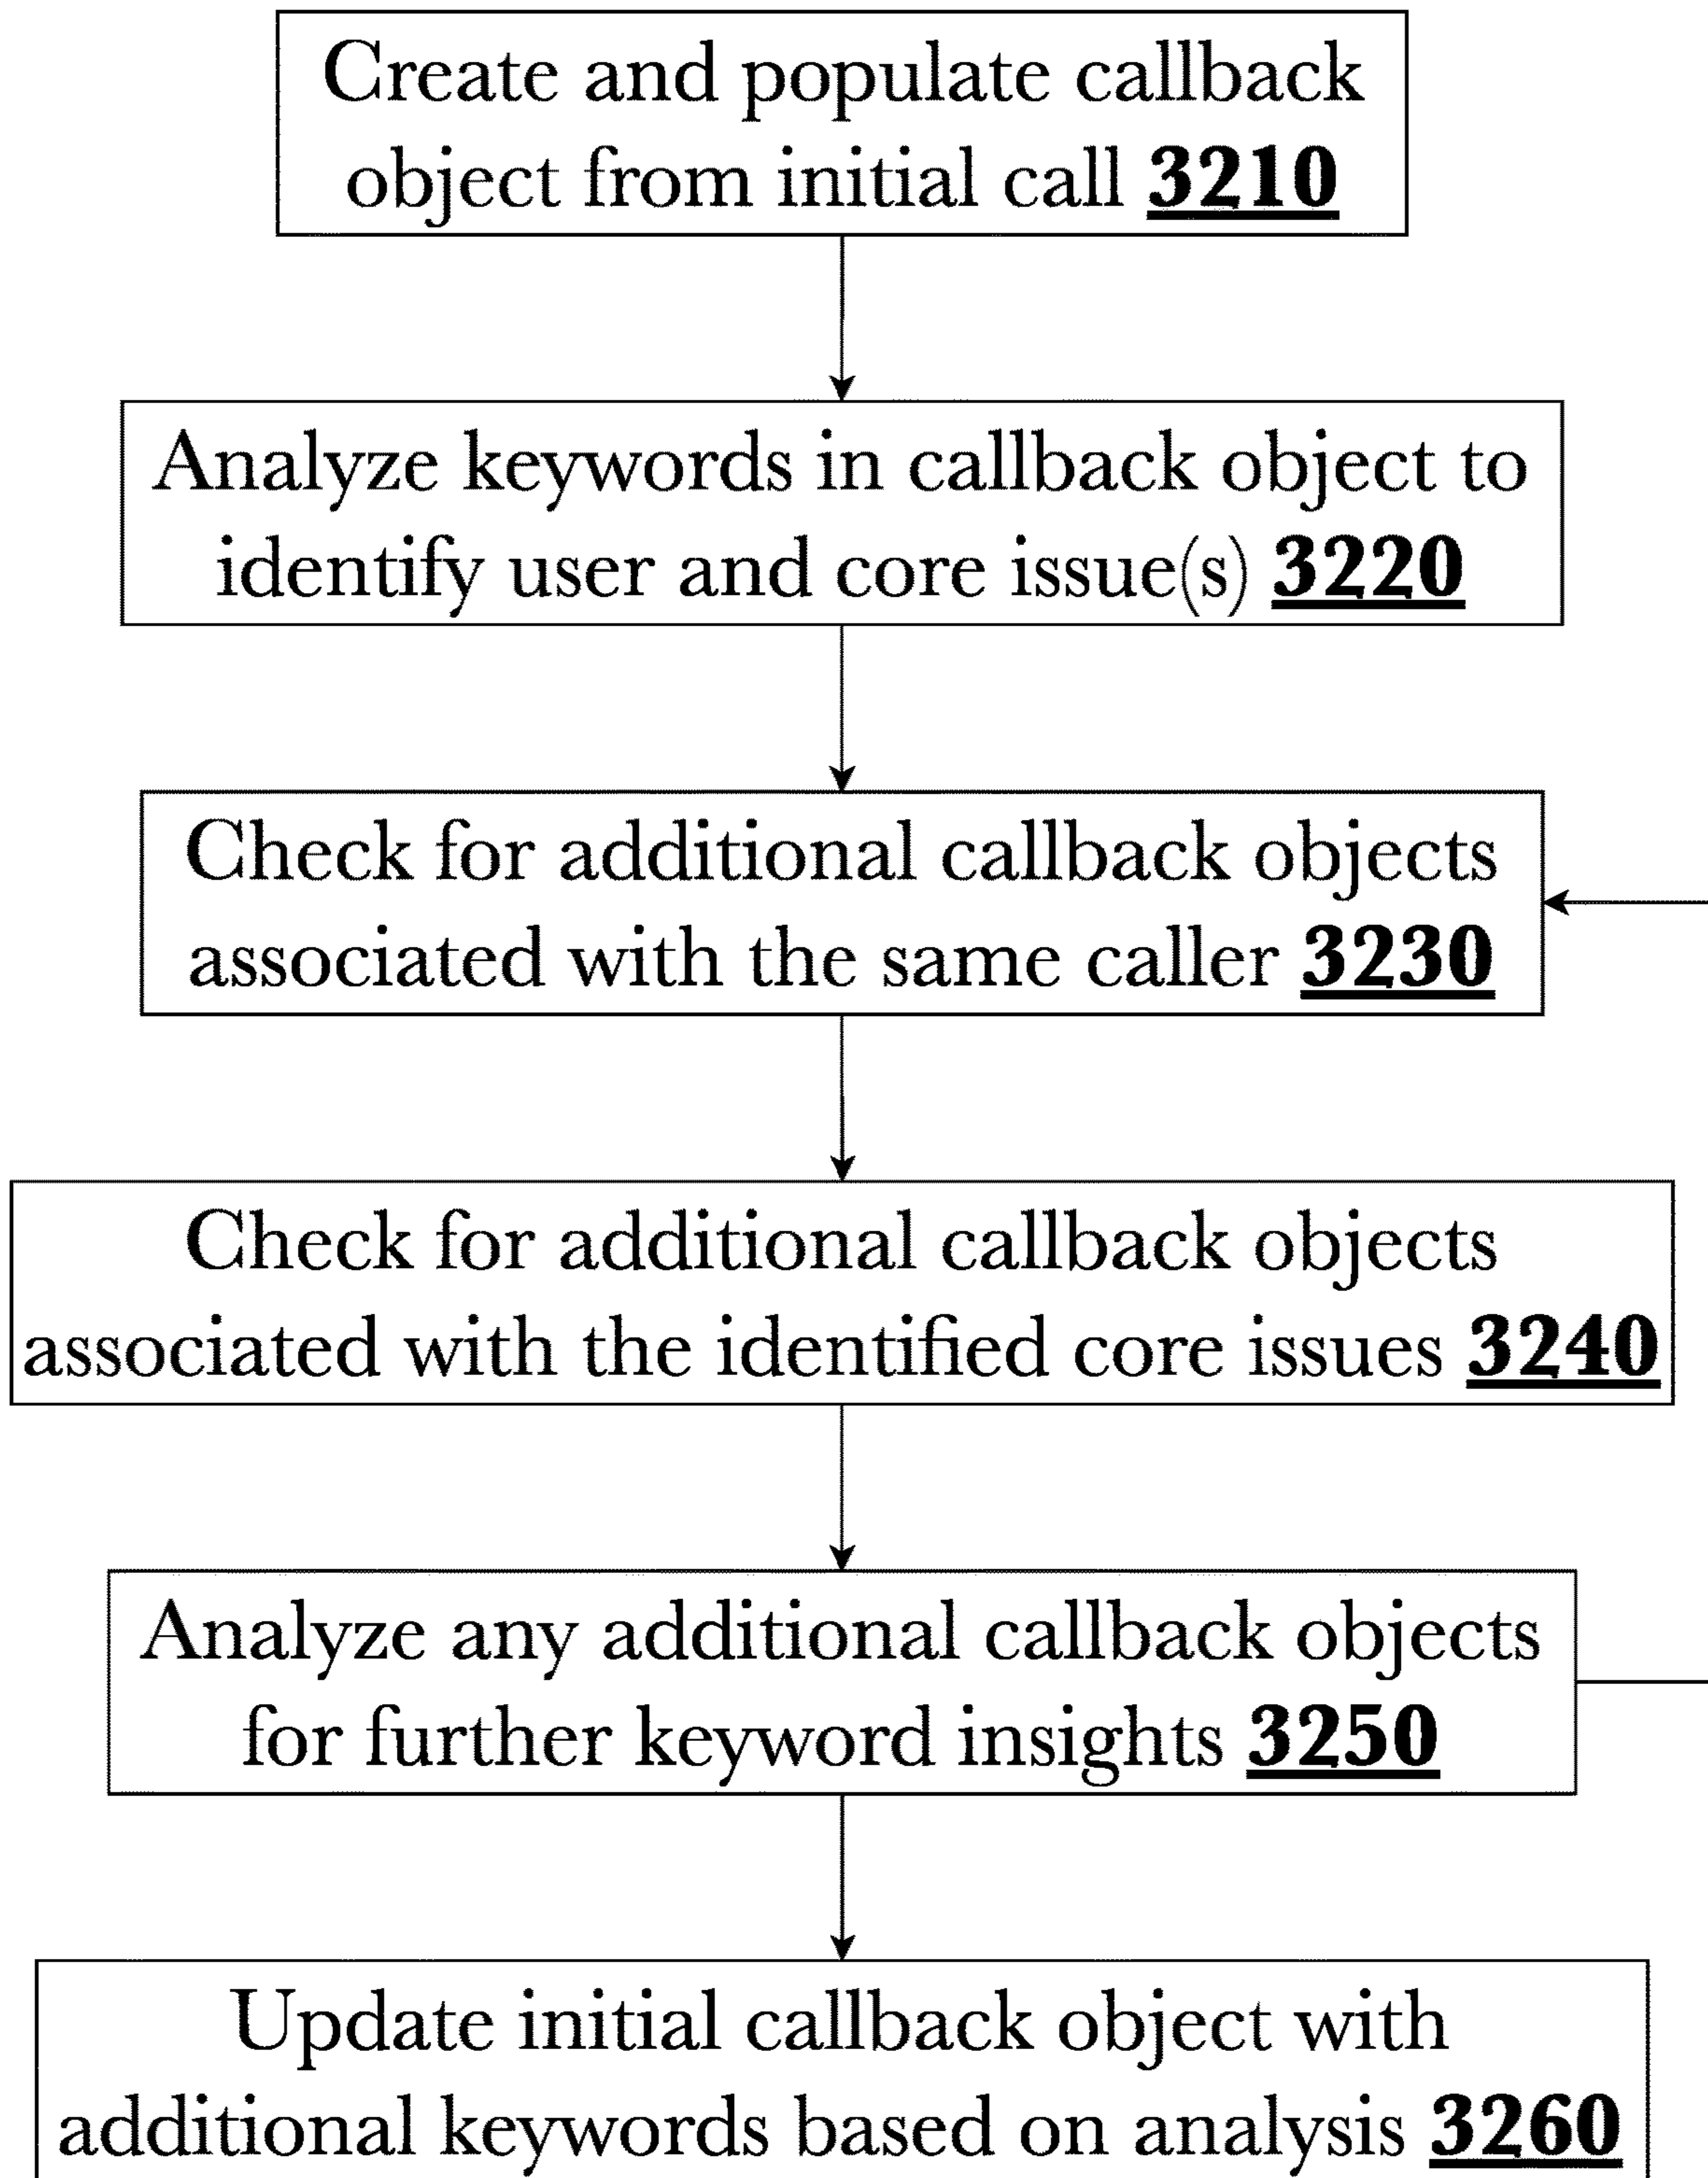 Create and populate callback
object from initial call 3210
Analyze keywords in callback object to
identify user and core issue(s) 3220
Check for additional callback objects
associated with the same caller 3230
Check for additional callback objects
associated with the identified core issues 3240
Analyze any additional callback objects
for further keyword insights 3250
Update initial callback object with
additional keywords based on analysis 3260